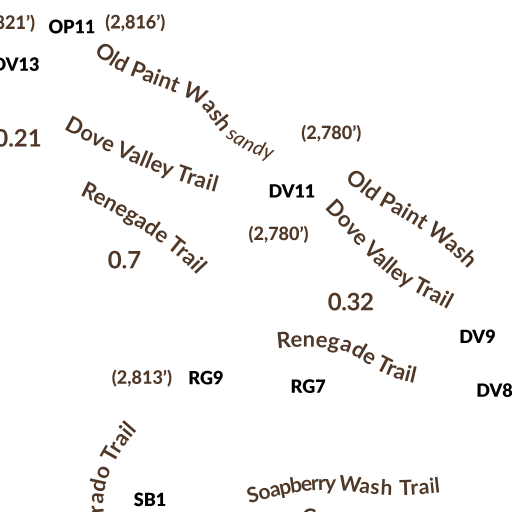 321’) OP11 (2,816’)
DV13
Old Paint Wash sandy
0.21
Dove Valley Trail
(2,780’)
Renegade Trail
DV11
Old Paint Wash
Dove Valley Trail
(2,780’)
0.7
0.32
Renegade Trail
DV9
(2,813’) RG9
RG7
DV8
rado Trail
SB1
Soapberry Wash Trail